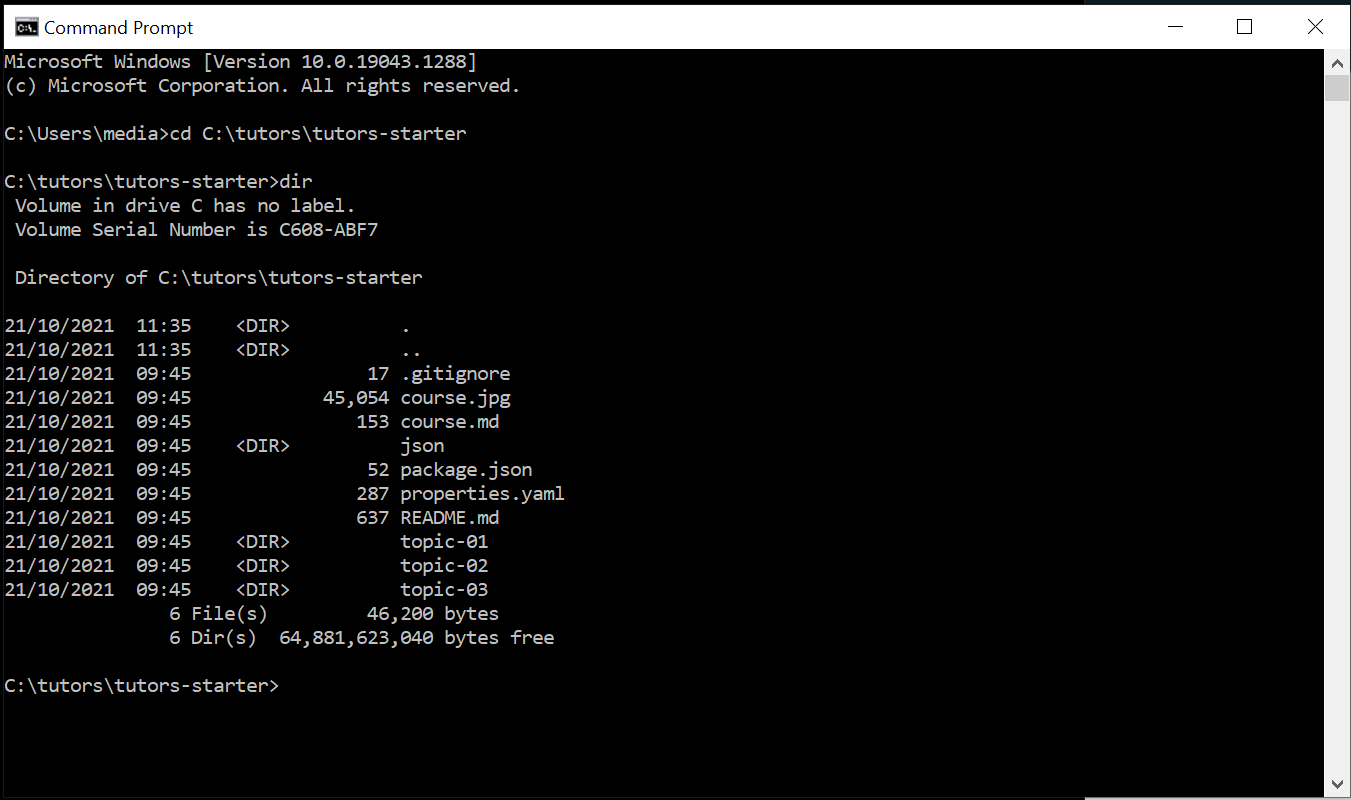 Command Prompt
Microsoft Windows [Version 10.0.19043.1288]
(c) Microsoft Corporation. All rights reserved.
C:\Users\media>cd C:\tutors\tutors-starter
C:\tutors\tutors-starter>dir
 Volume in drive C has no label.
 Volume Serial Number is C608-ABF7
 Directory of C:\tutors\tutors-starter
21/10/2021  11:35    <DIR>          .
21/10/2021  11:35    <DIR>          ..
21/10/2021  09:45                17 .gitignore
21/10/2021  09:45            45,054 course.jpg
21/10/2021  09:45               153 course.md
21/10/2021  09:45    <DIR>          json
21/10/2021  09:45                52 package.json
21/10/2021  09:45               287 properties.yaml
21/10/2021  09:45               637 README.md
21/10/2021  09:45    <DIR>          topic-01
21/10/2021  09:45    <DIR>          topic-02
21/10/2021  09:45    <DIR>          topic-03
               6 File(s)         46,200 bytes
               6 Dir(s)  64,881,623,040 bytes free
C:\tutors\tutors-starter>